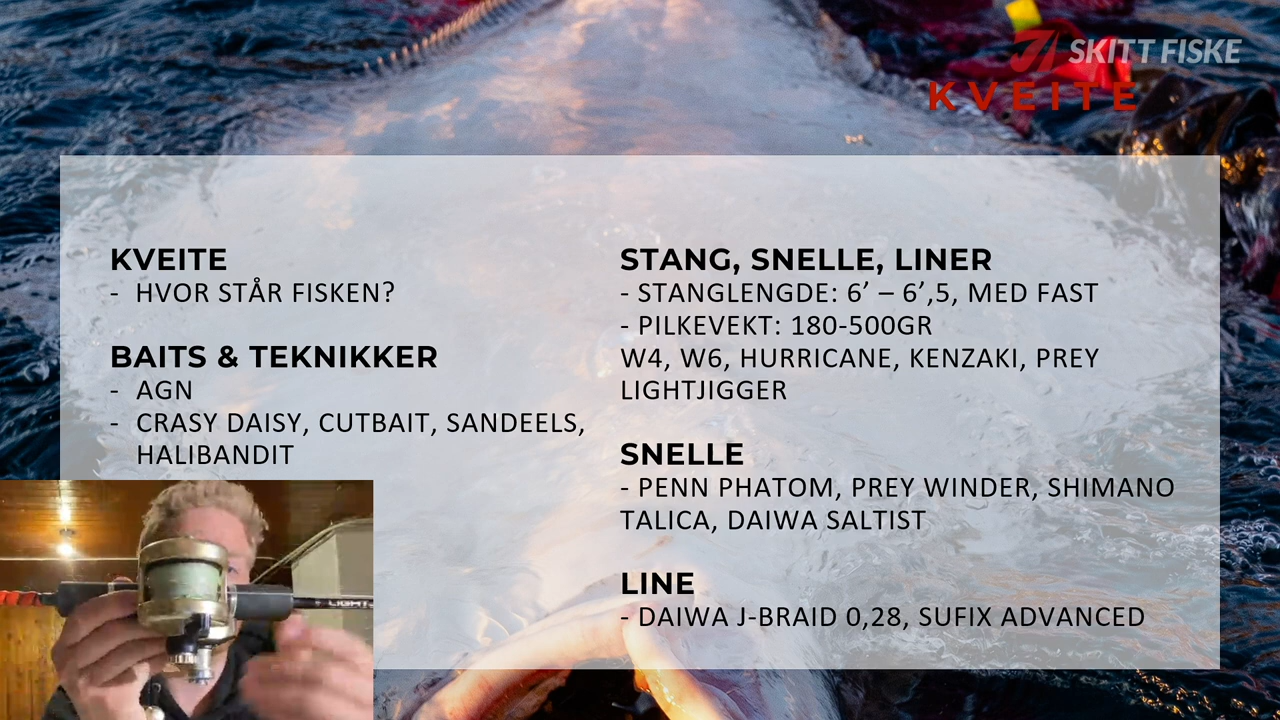 SKITT FISKE
KVEITE
KVEITE
- HVOR STÅR FISKEN?
BAITS & TEKNIKKER
- AGN
- CRASY DAISY, CUTBAIT, SANDEELS,
HALIBANDIT
STANG, SNELLE, LINER
- STANGLENGDE: 6’ – 6’,5, MED FAST
- PILKEVEKT: 180-500GR
W4, W6, HURRICANE, KENZAKI, PREY
LIGHTJIGGER
SNELLE
- PENN PHATOM, PREY WINDER, SHIMANO
TALICA, DAIWA SALTIST
LINE
- DAIWA J-BRAID 0,28, SUFIX ADVANCED
LIGHT